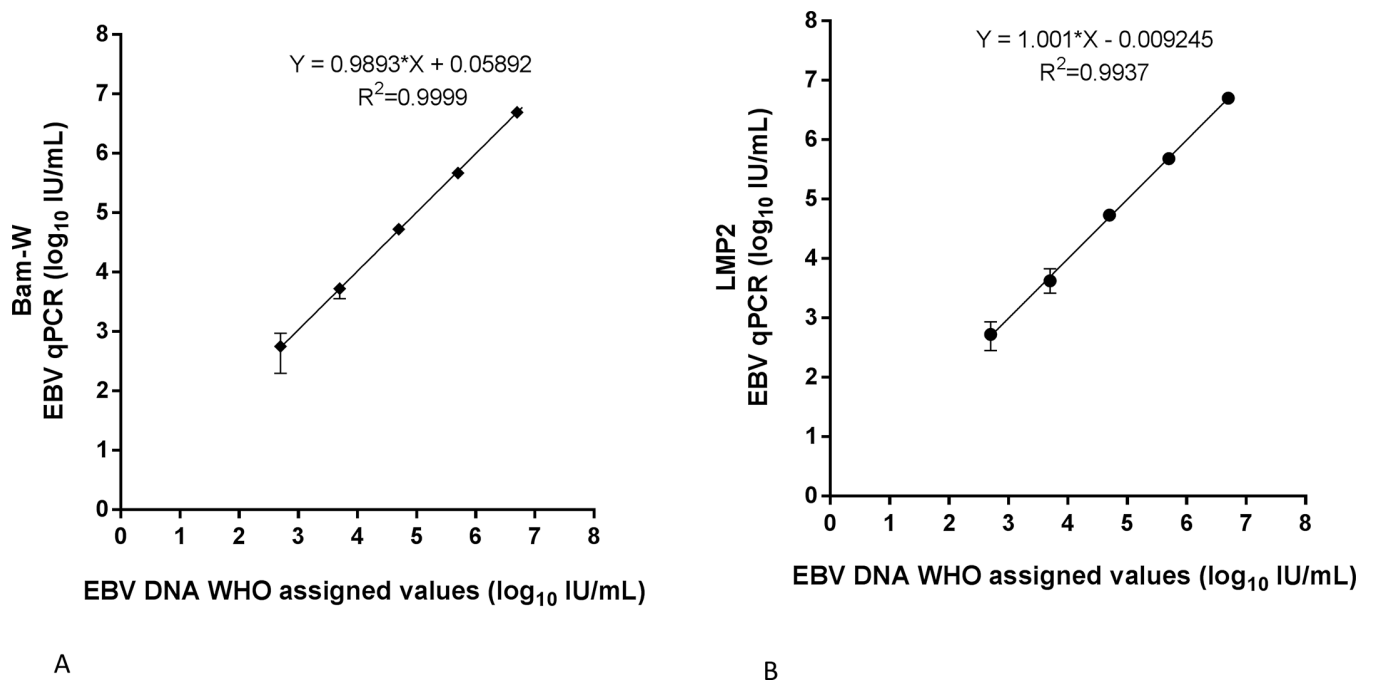 Y = 0.9893*X + 0.05892
R²=0.9999
8
7
6
5
4
3
2
1
0
Bam-W
EBV qPCR (log₁₀ IU/mL)
0 1 2 3 4 5 6 7 8
EBV DNA WHO assigned values (log₁₀ IU/mL)
A
Y = 1.001*X - 0.009245
R²=0.9937
8
7
6
5
4
3
2
1
0
LMP2
EBV qPCR (log₁₀ IU/mL)
0 1 2 3 4 5 6 7 8
EBV DNA WHO assigned values (log₁₀ IU/mL)
B